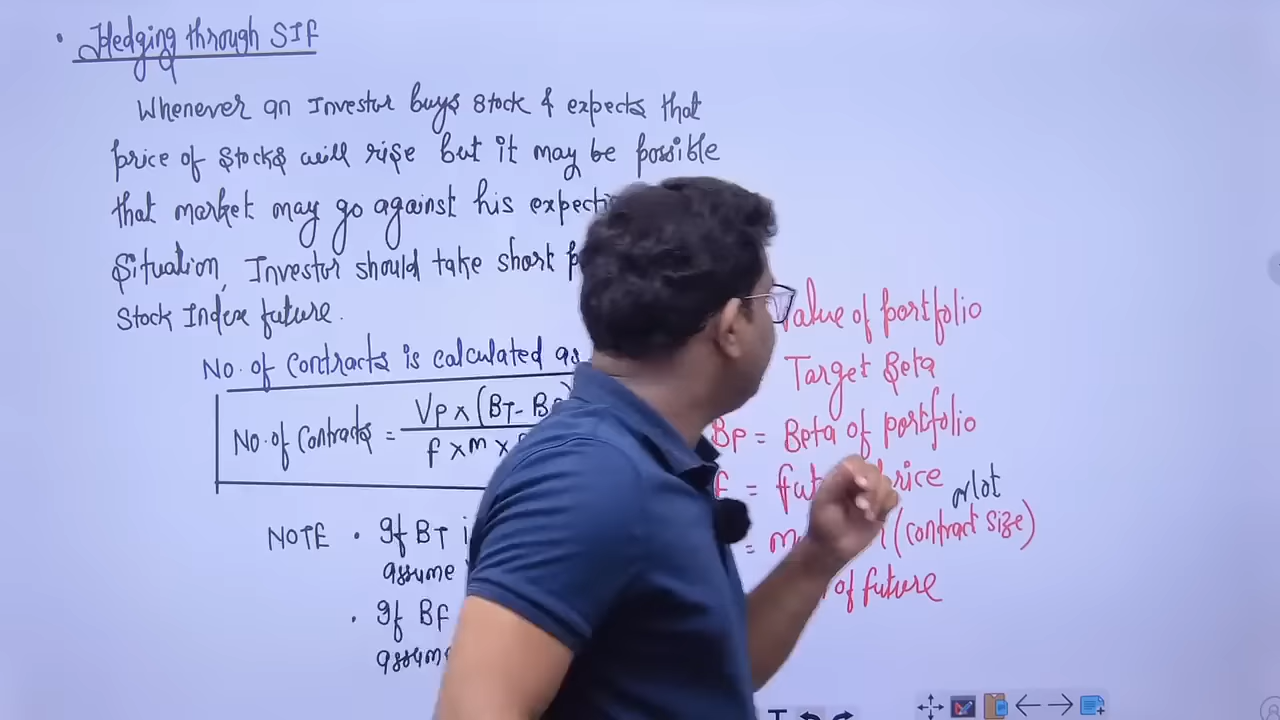 • Hedging through SIF
Whenever an Investor buys stock & expects that
price of stocks will rise but it may be possible
that market may go against his
Situation, Investor should take short
Stock Index future.
No. of contracts is calculated as
No. of Contracts = Vp × (BT - B
f × m ×
Value of portfolio
Target Beta
Bp = Beta of portfolio
f = price
or lot
= (contract size)
of future
NOTE • If BT
assume
• If Bf